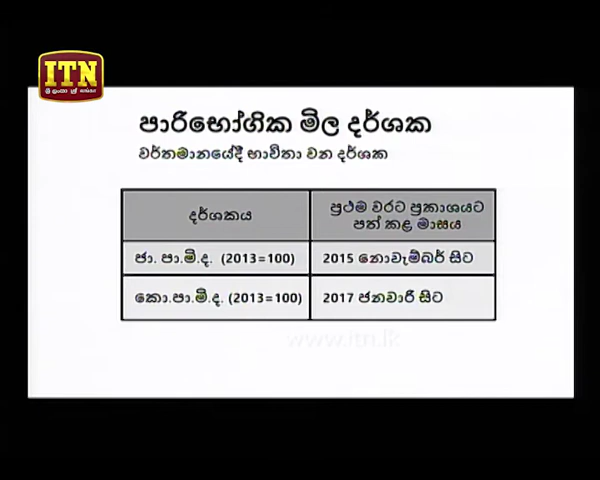 ITN
පාරිභෝගික මිල දර්ශක
වර්තමානයේදී භාවිතා වන දර්ශක
දර්ශකය
ප්‍රථම වරට ප්‍රකාශයට
පත් කළ මාසය
ජා. පා.මි.ද. (2013=100)
2015 නොවැම්බර් සිට
කො.පා.මි.ද. (2013=100)
2017 ජනවාරි සිට
www.itn.lk